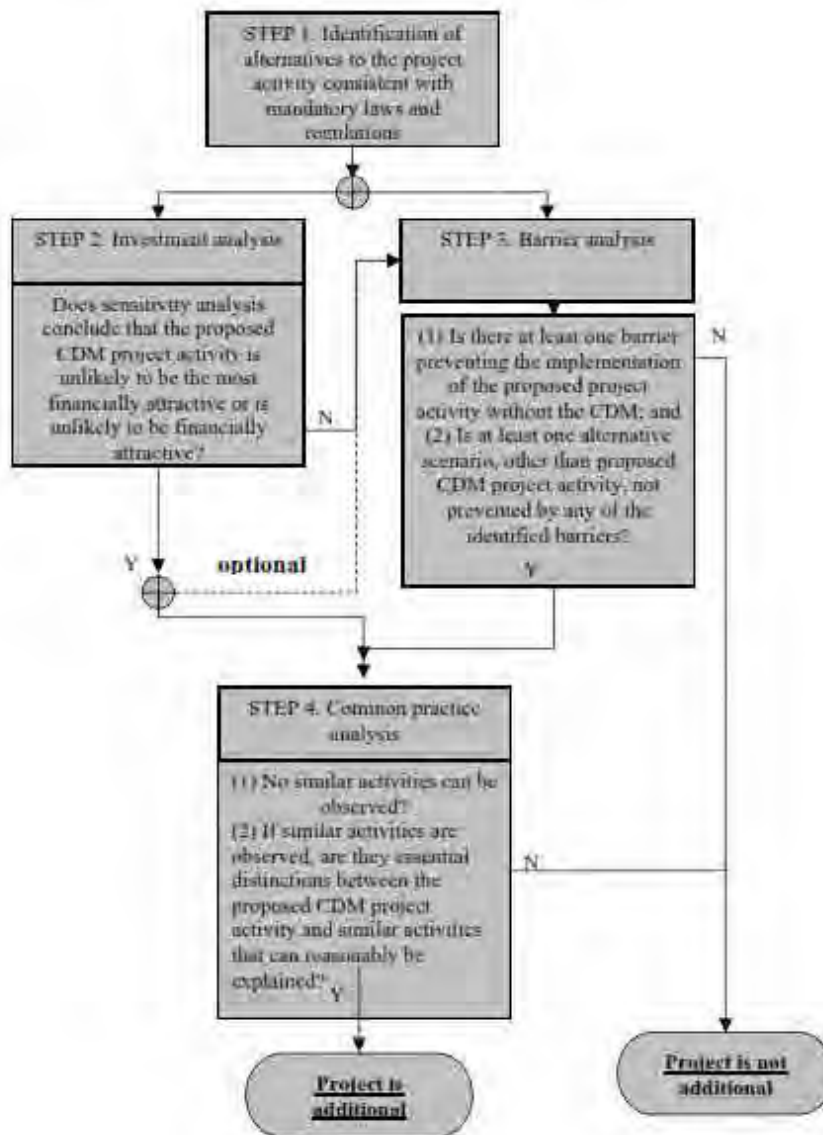 STEP 1. Identification of
alternatives to the project
activity consistent with
mandatory laws and
regulations
STEP 2. Investment analysis
Does sensitivity analysis
conclude that the proposed
CDM project activity is
unlikely to be the most
financially attractive or is
unlikely to be financially
attractive?
N
Y
optional
STEP 3. Barrier analysis
(1) Is there at least one barrier
preventing the implementation
of the proposed project
activity without the CDM; and
(2) Is at least one alternative
scenario, other than proposed
CDM project activity, not
prevented by any of the
identified barriers?
Y
N
STEP 4. Common practice
analysis
(1) No similar activities can be
observed?
(2) If similar activities are
observed, are they essential
distinctions between the
proposed CDM project
activity and similar activities
that can reasonably be
explained?
Y
N
Project is
additional
Project is not
additional